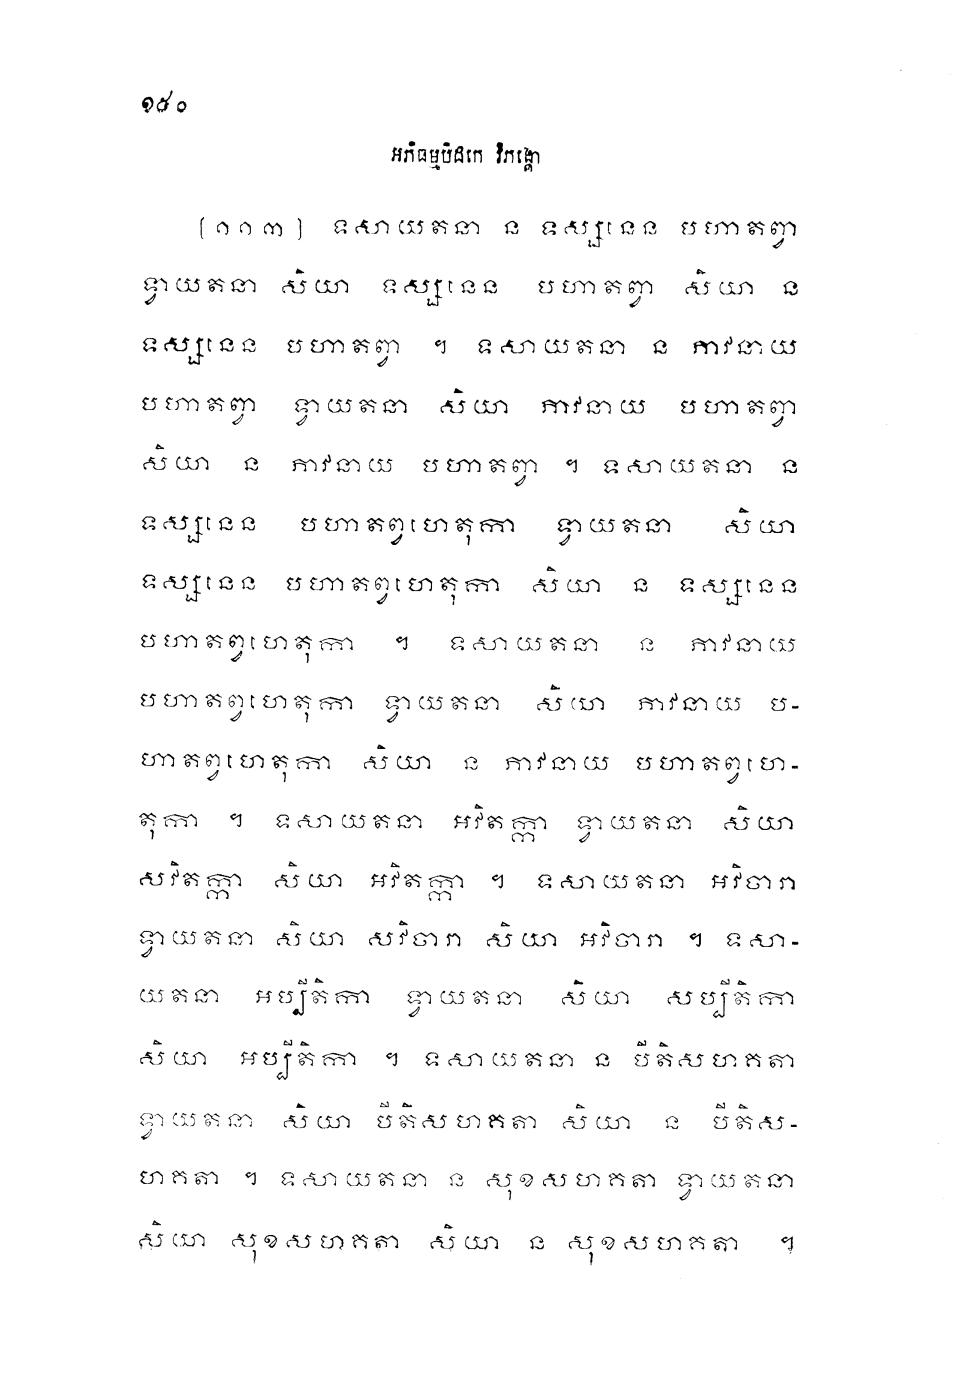 ១៥០
អភិធម្មបិដកេ វិភង្គោ
(១១៣) ទសាយតនា ន ទស្សនេន បហាតព្វា
ទ្វាយតនា សិយា ទស្សនេន បហាតព្វា សិយា ន
ទស្សនេន បហាតព្វា ។ ទសាយតនា ន ភាវនាយ
បហាតព្វា ទ្វាយតនា សិយា ភាវនាយ បហាតព្វា
សិយា ន ភាវនាយ បហាតព្វា ។ ទសាយតនា ន
ទស្សនេន បហាតព្វហេតុកា ទ្វាយតនា សិយា
ទស្សនេន បហាតព្វហេតុកា សិយា ន ទស្សនេន
បហាតព្វហេតុកា ។ ទសាយតនា ន ភាវនាយ
បហាតព្វហេតុកា ទ្វាយតនា សិយា ភាវនាយ ប-
ហាតព្វហេតុកា សិយា ន ភាវនាយ បហាតព្វហេ-
តុកា ។ ទសាយតនា អវិតក្កា ទ្វាយតនា សិយា
សវិតក្កា សិយា អវិតក្កា ។ ទសាយតនា អវិចារា
ទ្វាយតនា សិយា សវិចារា សិយា អវិចារា ។ ទសា-
យតនា អប្បីតិកា ទ្វាយតនា សិយា សប្បីតិកា
សិយា អប្បីតិកា ។ ទសាយតនា ន បីតិសហគតា
ទ្វាយតនា សិយា បីតិសហគតា សិយា ន បីតិស-
ហគតា ។ ទសាយតនា ន សុខសហគតា ទ្វាយតនា
សិយា សុខសហគតា សិយា ន សុខសហគតា ។